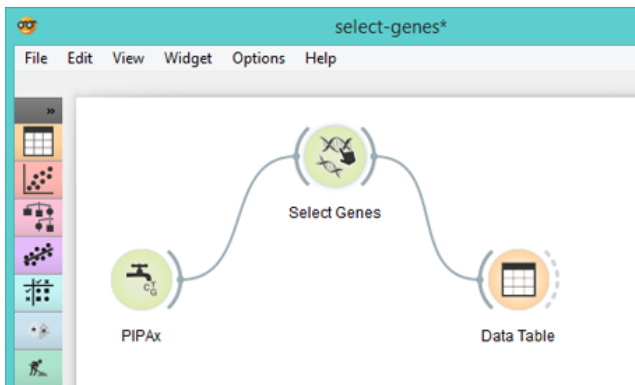 select-genes*
File Edit View Widget Options Help
»
Select Genes
C T
G
PIPAx
Data Table